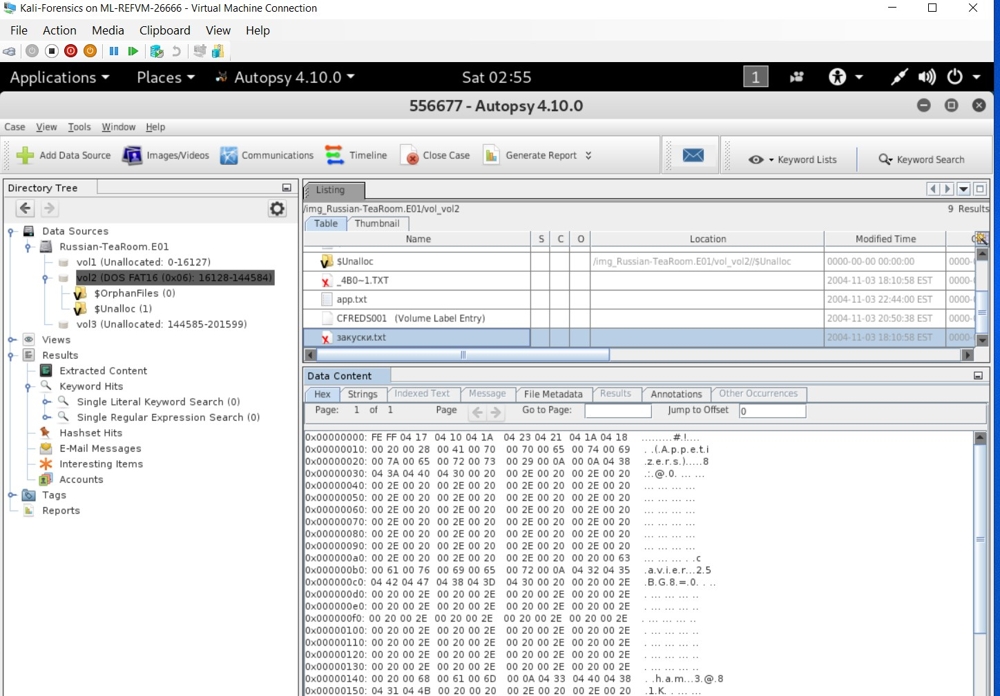 Kali-Forensics on ML-REFVM-26666 - Virtual Machine Connection
File Action Media Clipboard View Help
Applications Places Autopsy 4.10.0 Sat 02:55 1
556677 - Autopsy 4.10.0
Case View Tools Window Help
Add Data Source Images/Videos Communications Timeline Close Case Generate Report Keyword Lists Keyword Search
Directory Tree
Data Sources
Russian-TeaRoom.E01
vol1 (Unallocated: 0-16127)
vol2 (DOS FAT16 (0x06): 16128-144584)
$OrphanFiles (0)
$Unalloc (1)
vol3 (Unallocated: 144585-201599)
Views
Results
Extracted Content
Keyword Hits
Single Literal Keyword Search (0)
Single Regular Expression Search (0)
Hashset Hits
E-Mail Messages
Interesting Items
Accounts
Tags
Reports
Listing
/img_Russian-TeaRoom.E01/vol_vol2 9 Results
Table Thumbnail
Name S C O Location Modified Time
$Unalloc /img_Russian-TeaRoom.E01/vol_vol2//$Unalloc 0000-00-00 00:00:00 0000-
_4B0~1.TXT 2004-11-03 18:10:58 EST 0000-
app.txt 2004-11-03 22:44:00 EST 0000-
CFREDS001 (Volume Label Entry) 2004-11-03 20:50:38 EST 0000-
закуски.txt 2004-11-03 18:10:58 EST 0000-
Data Content
Hex Strings Indexed Text Message File Metadata Results Annotations Other Occurrences
Page: 1 of 1 Page Go to Page: Jump to Offset 0
0x00000000: FE FF 04 17 04 10 04 1A 04 23 04 21 04 1A 04 18 .........#.!....
0x00000010: 00 20 00 28 00 41 00 70 00 70 00 65 00 74 00 69 . .(.A.p.p.e.t.i
0x00000020: 00 7A 00 65 00 72 00 73 00 29 00 0A 00 0A 04 38 .z.e.r.s.).....8
0x00000030: 04 3A 04 40 04 30 00 20 00 2E 00 20 00 2E 00 20 .:.@.0. ... ...
0x00000040: 00 2E 00 20 00 2E 00 20 00 2E 00 20 00 2E 00 20 ... ... ... ...
0x00000050: 00 2E 00 20 00 2E 00 20 00 2E 00 20 00 2E 00 20 ... ... ... ...
0x00000060: 00 2E 00 20 00 2E 00 20 00 2E 00 20 00 2E 00 20 ... ... ... ...
0x00000070: 00 2E 00 20 00 2E 00 20 00 2E 00 20 00 2E 00 20 ... ... ... ...
0x00000080: 00 2E 00 20 00 2E 00 20 00 2E 00 20 00 2E 00 20 ... ... ... ...
0x00000090: 00 2E 00 20 00 2E 00 20 00 2E 00 20 00 2E 00 20 ... ... ... ...
0x000000a0: 00 2E 00 20 00 2E 00 20 00 2E 00 20 00 20 00 63 ... ... ... . .c
0x000000b0: 00 61 00 76 00 69 00 65 00 72 00 0A 04 32 04 35 .a.v.i.e.r...2.5
0x000000c0: 04 42 04 47 04 38 04 3D 04 30 00 20 00 20 00 2E .B.G.8.=.0. . ..
0x000000d0: 00 20 00 2E 00 20 00 2E 00 20 00 2E 00 20 00 2E . ... ... ... ..
0x000000e0: 00 20 00 2E 00 20 00 2E 00 20 00 2E 00 20 00 2E . ... ... ... ..
0x000000f0: 00 20 00 2E 00 20 00 2E 00 20 00 2E 00 20 00 2E . ... ... ... ..
0x00000100: 00 20 00 2E 00 20 00 2E 00 20 00 2E 00 20 00 2E . ... ... ... ..
0x00000110: 00 20 00 2E 00 20 00 2E 00 20 00 2E 00 20 00 2E . ... ... ... ..
0x00000120: 00 20 00 2E 00 20 00 2E 00 20 00 2E 00 20 00 2E . ... ... ... ..
0x00000130: 00 20 00 2E 00 20 00 2E 00 20 00 2E 00 20 00 2E . ... ... ... ..
0x00000140: 00 20 00 68 00 61 00 6D 00 0A 04 33 04 40 04 38 . .h.a.m...3.@.8
0x00000150: 04 31 04 4B 00 20 00 20 00 2E 00 20 00 2E 00 20 .1.K. . ... ...